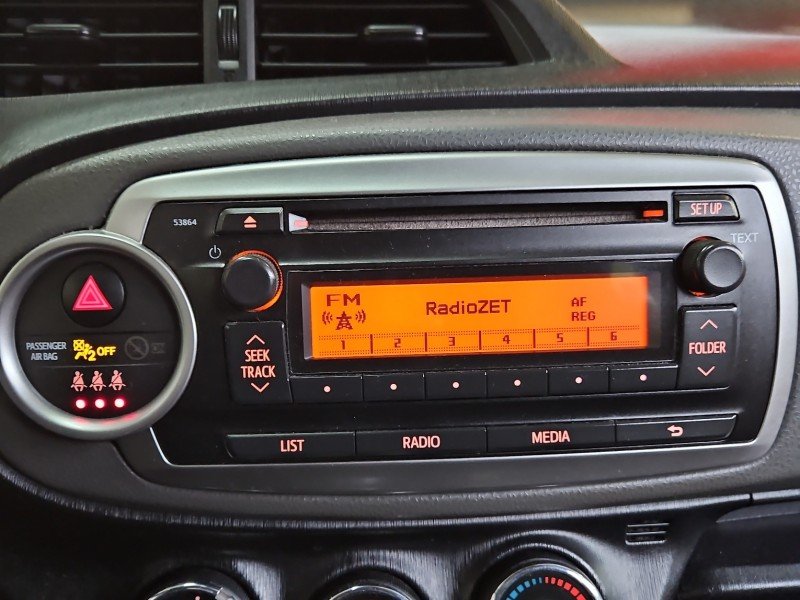 53864
SET UP
TEXT
FM
RadioZET
AF
REG
1 2 3 4 5 6
SEEK
TRACK
FOLDER
PASSENGER
AIR BAG
2 OFF
LIST
RADIO
MEDIA